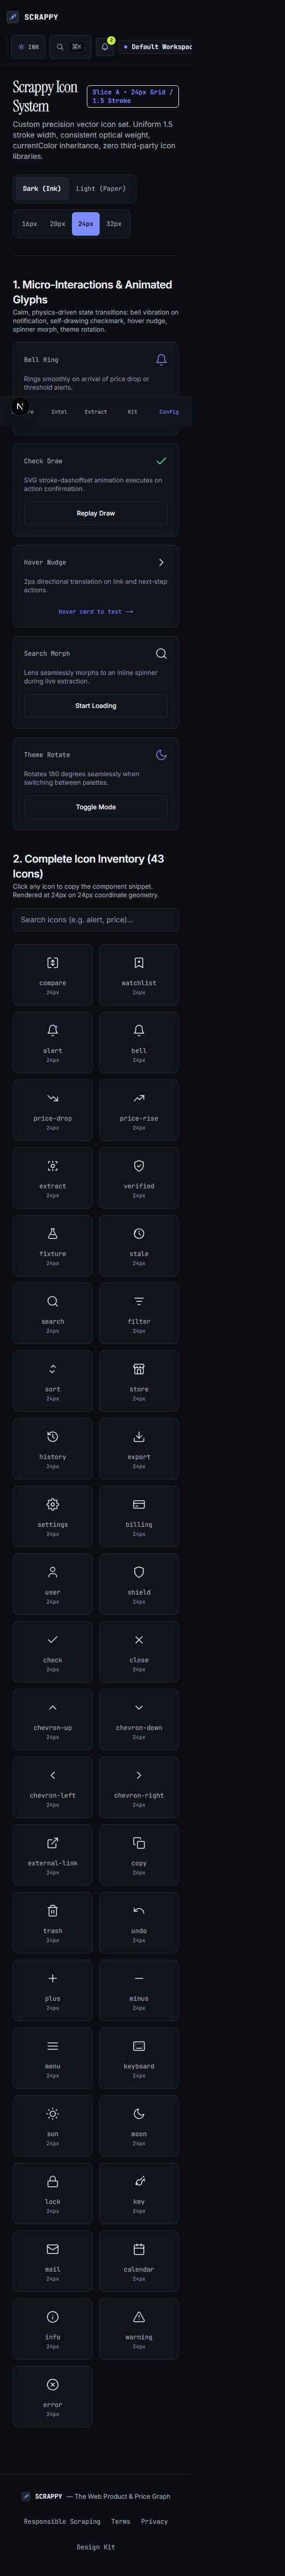 SCRAPPY
INK
⌘K
2
Default Workspac
Scrappy Icon
System
Slice A • 24px Grid /
1.5 Stroke
Custom precision vector icon set. Uniform 1.5
stroke width, consistent optical weight,
currentColor inheritance, zero third-party icon
libraries.
Dark (Ink)
Light (Paper)
16px
20px
24px
32px
1. Micro-Interactions & Animated
Glyphs
Calm, physics-driven state transitions: bell vibration on
notification, self-drawing checkmark, hover nudge,
spinner morph, theme rotation.
Bell Ring
Rings smoothly on arrival of price drop or
threshold alerts.
N
re
Intel
Extract
Kit
Config
Check Draw
SVG stroke-dashoffset animation executes on
action confirmation.
Replay Draw
Hover Nudge
2px directional translation on link and next-step
actions.
Hover card to test →
Search Morph
Lens seamlessly morphs to an inline spinner
during live extraction.
Start Loading
Theme Rotate
Rotates 180 degrees seamlessly when
switching between palettes.
Toggle Mode
2. Complete Icon Inventory (43
Icons)
Click any icon to copy the component snippet.
Rendered at 24px on 24px coordinate geometry.
Search icons (e.g. alert, price)...
compare
24px
watchlist
24px
alert
24px
bell
24px
price-drop
24px
price-rise
24px
extract
24px
verified
24px
fixture
24px
stale
24px
search
24px
filter
24px
sort
24px
store
24px
history
24px
export
24px
settings
24px
billing
24px
user
24px
shield
24px
check
24px
close
24px
chevron-up
24px
chevron-down
24px
chevron-left
24px
chevron-right
24px
external-link
24px
copy
24px
trash
24px
undo
24px
plus
24px
minus
24px
menu
24px
keyboard
24px
sun
24px
moon
24px
lock
24px
key
24px
mail
24px
calendar
24px
info
24px
warning
24px
error
24px
SCRAPPY — The Web Product & Price Graph
Responsible Scraping
Terms
Privacy
Design Kit